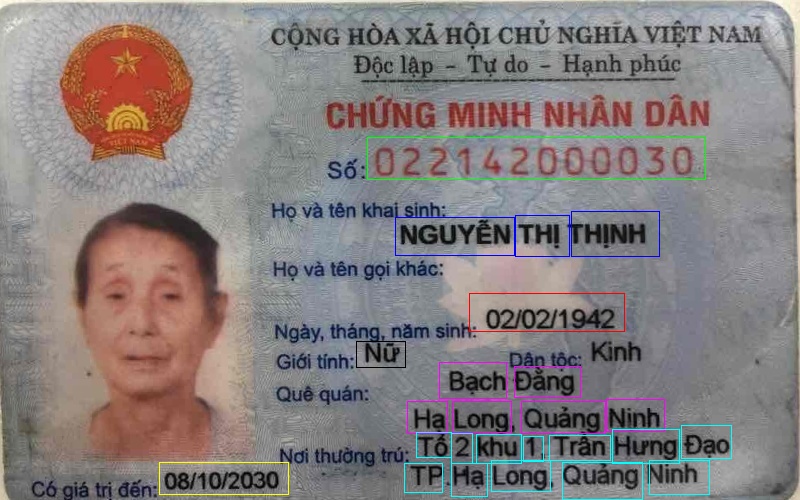 CỘNG HÒA XÃ HỘI CHỦ NGHĨA VIỆT NAM
Độc lập - Tự do - Hạnh phúc
CHỨNG MINH NHÂN DÂN
Số: 022142000030
Họ và tên khai sinh:
NGUYỄN THỊ THỊNH
Họ và tên gọi khác:
Ngày, tháng, năm sinh: 02/02/1942
Giới tính: Nữ Dân tộc: Kinh
Quê quán: Bạch Đằng
Hạ Long, Quảng Ninh
Nơi thường trú: Tổ 2 khu 1, Trần Hưng Đạo
TP.Hạ Long, Quảng Ninh
Có giá trị đến: 08/10/2030
VIỆT NAM